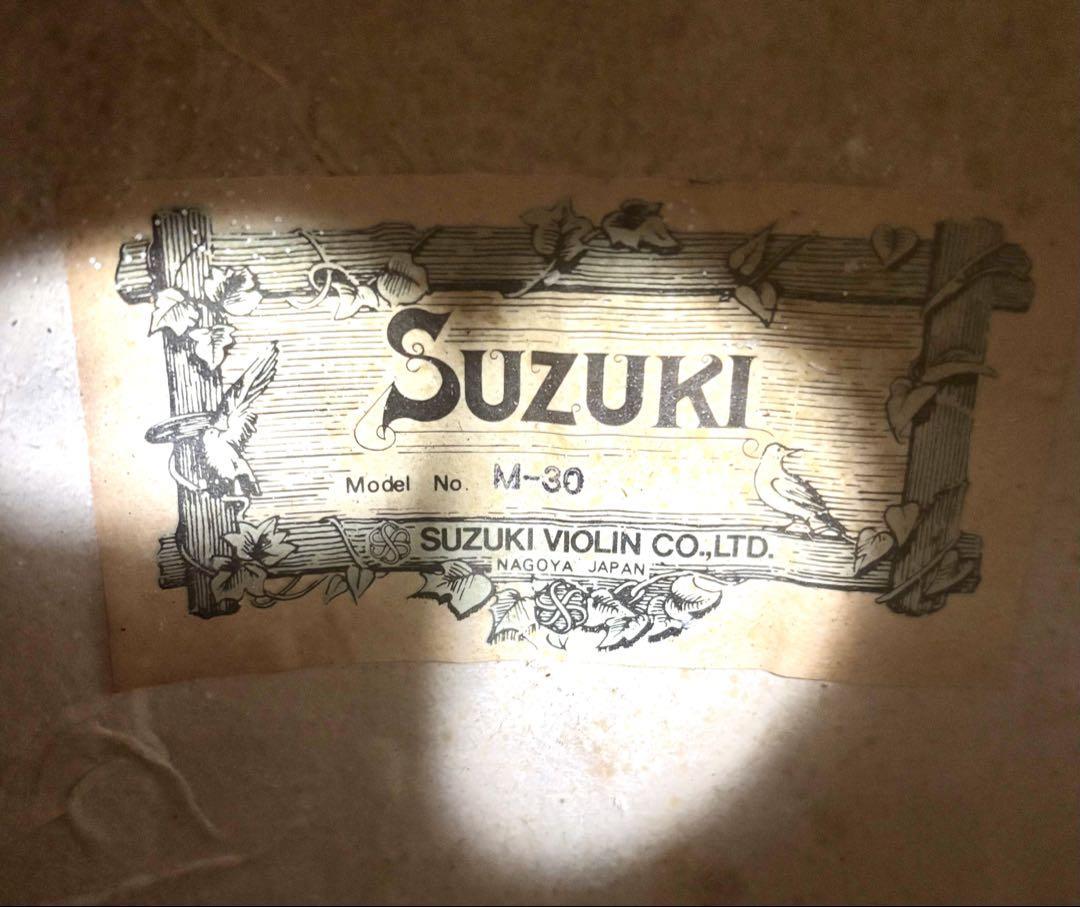 SUZUKI
Model No. M-30
SUZUKI VIOLIN CO.,LTD.
NAGOYA JAPAN